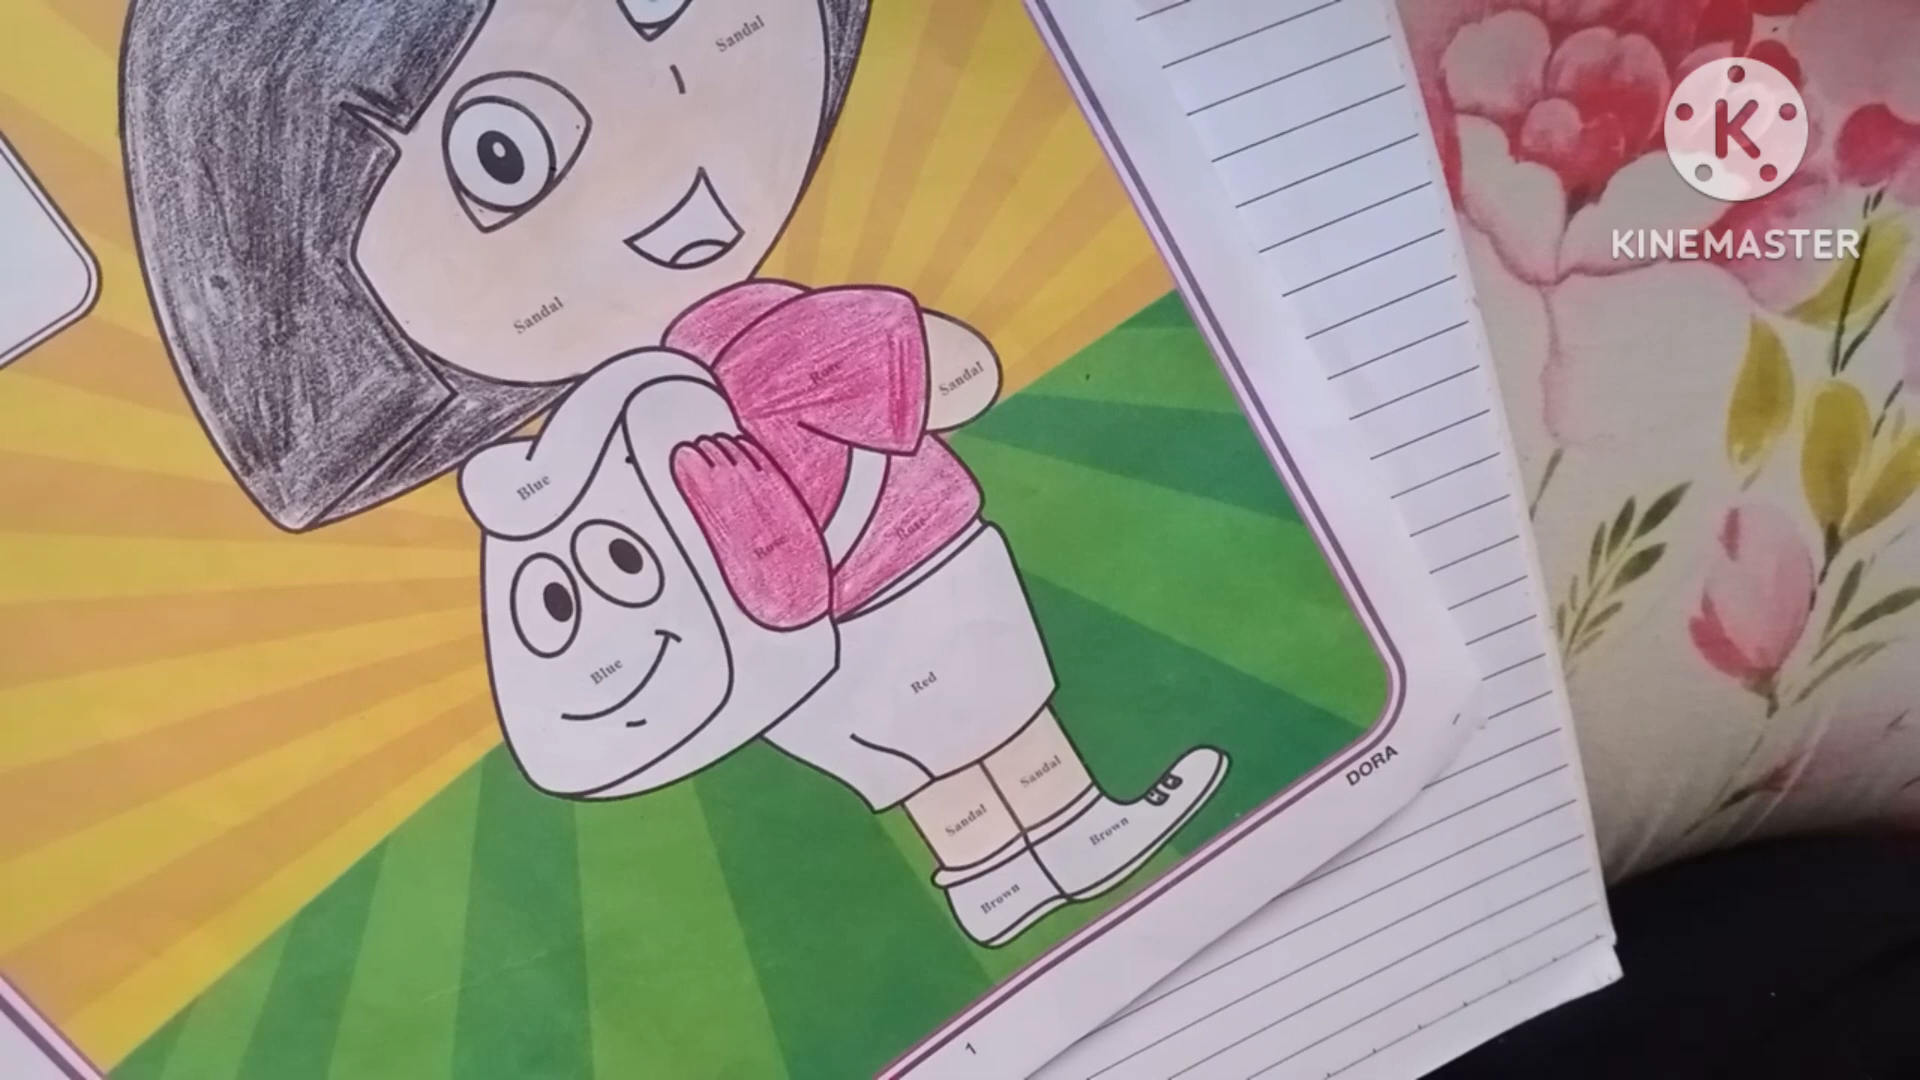 Sandal
K
KINEMASTER
Sandal
Rose
Sandal
Blue
Rose
Rose
Blue
Red
Sandal
Sandal
Brown
Brown
DORA
1